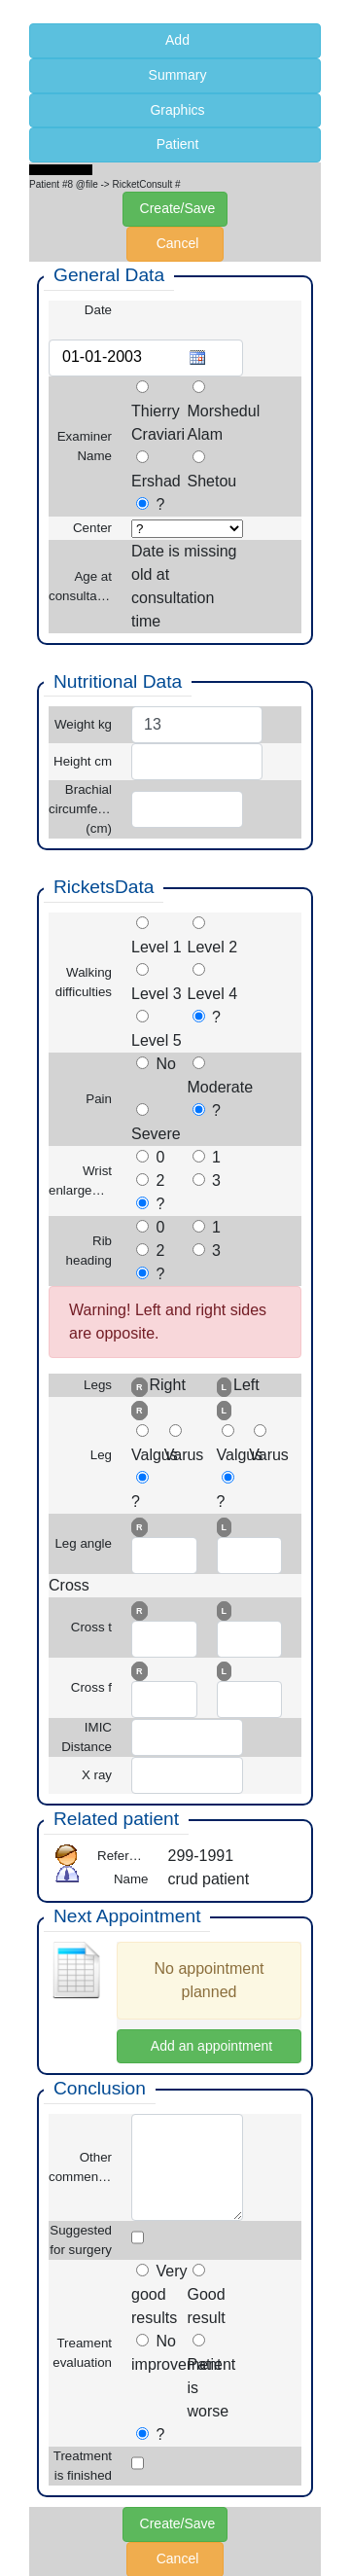 Add
Summary
Graphics
Patient
Patient #8 @file -> RicketConsult #
Create/Save
Cancel
General Data
Date
01-01-2003
Examiner Name
Thierry Craviari
Morshedul Alam
Ershad
Shetou
?
Center
?
Age at consulta...
Date is missing
old at
consultation
time
Nutritional Data
Weight kg
13
Height cm
Brachial
circumfe...
(cm)
RicketsData
Walking
difficulties
Level 1 Level 2
Level 3 Level 4
?
Level 5
Pain
No
Moderate
?
Severe
Wrist
enlarge...
0 1
2 3
?
Rib
heading
0 1
2 3
?
Warning! Left and right sides
are opposite.
Legs R Right L Left
R L
Leg
Valgus Varus Valgus Varus
? ?
Leg angle R L
Cross
Cross t R L
Cross f R L
IMIC
Distance
X ray
Related patient
Refer... 299-1991
Name crud patient
Next Appointment
No appointment
planned
Add an appointment
Conclusion
Other
commen...
Suggested
for surgery
Treament
evaluation
Very
good
results
Good
result
No
improvement
Patient
is
worse
?
Treatment
is finished
Create/Save
Cancel